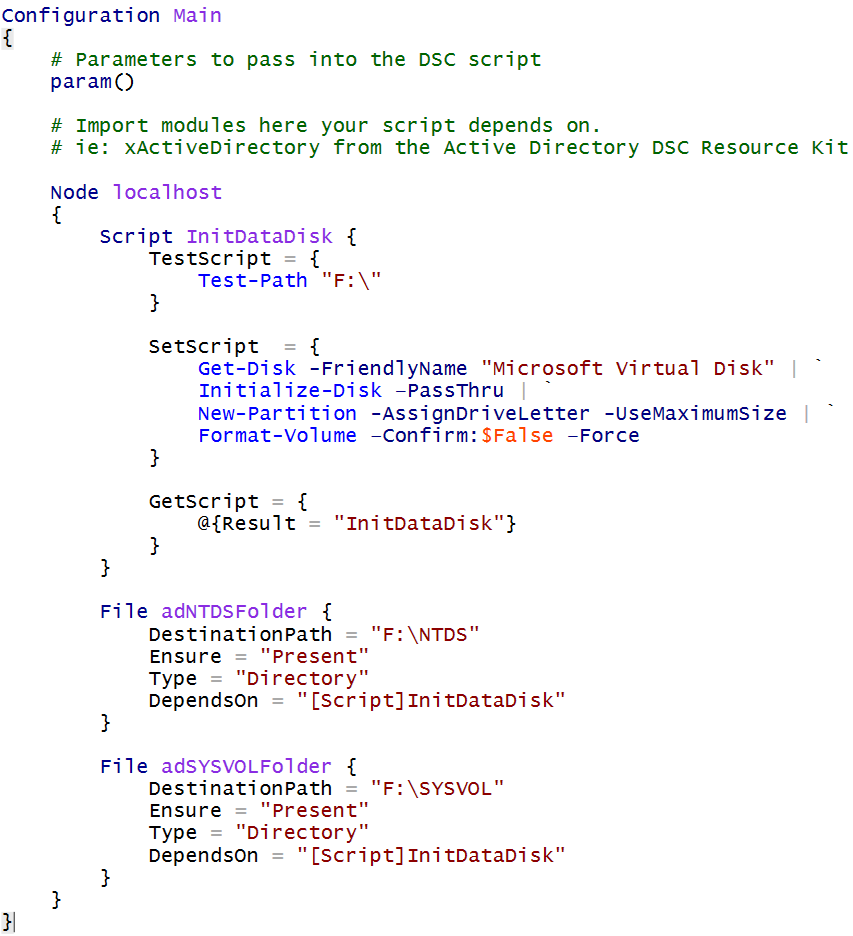 Configuration Main
{
    # Parameters to pass into the DSC script
    param()

    # Import modules here your script depends on.
    # ie: xActiveDirectory from the Active Directory DSC Resource Kit

    Node localhost
    {
        Script InitDataDisk {
            TestScript = {
                Test-Path "F:\"
            }

            SetScript  = {
                Get-Disk -FriendlyName "Microsoft Virtual Disk" | `
                Initialize-Disk –PassThru | `
                New-Partition -AssignDriveLetter -UseMaximumSize | `
                Format-Volume –Confirm:$False –Force
            }

            GetScript = {
                @{Result = "InitDataDisk"}
            }
        }

        File adNTDSFolder {
            DestinationPath = "F:\NTDS"
            Ensure = "Present"
            Type = "Directory"
            DependsOn = "[Script]InitDataDisk"
        }

        File adSYSVOLFolder {
            DestinationPath = "F:\SYSVOL"
            Ensure = "Present"
            Type = "Directory"
            DependsOn = "[Script]InitDataDisk"
        }
    }
}